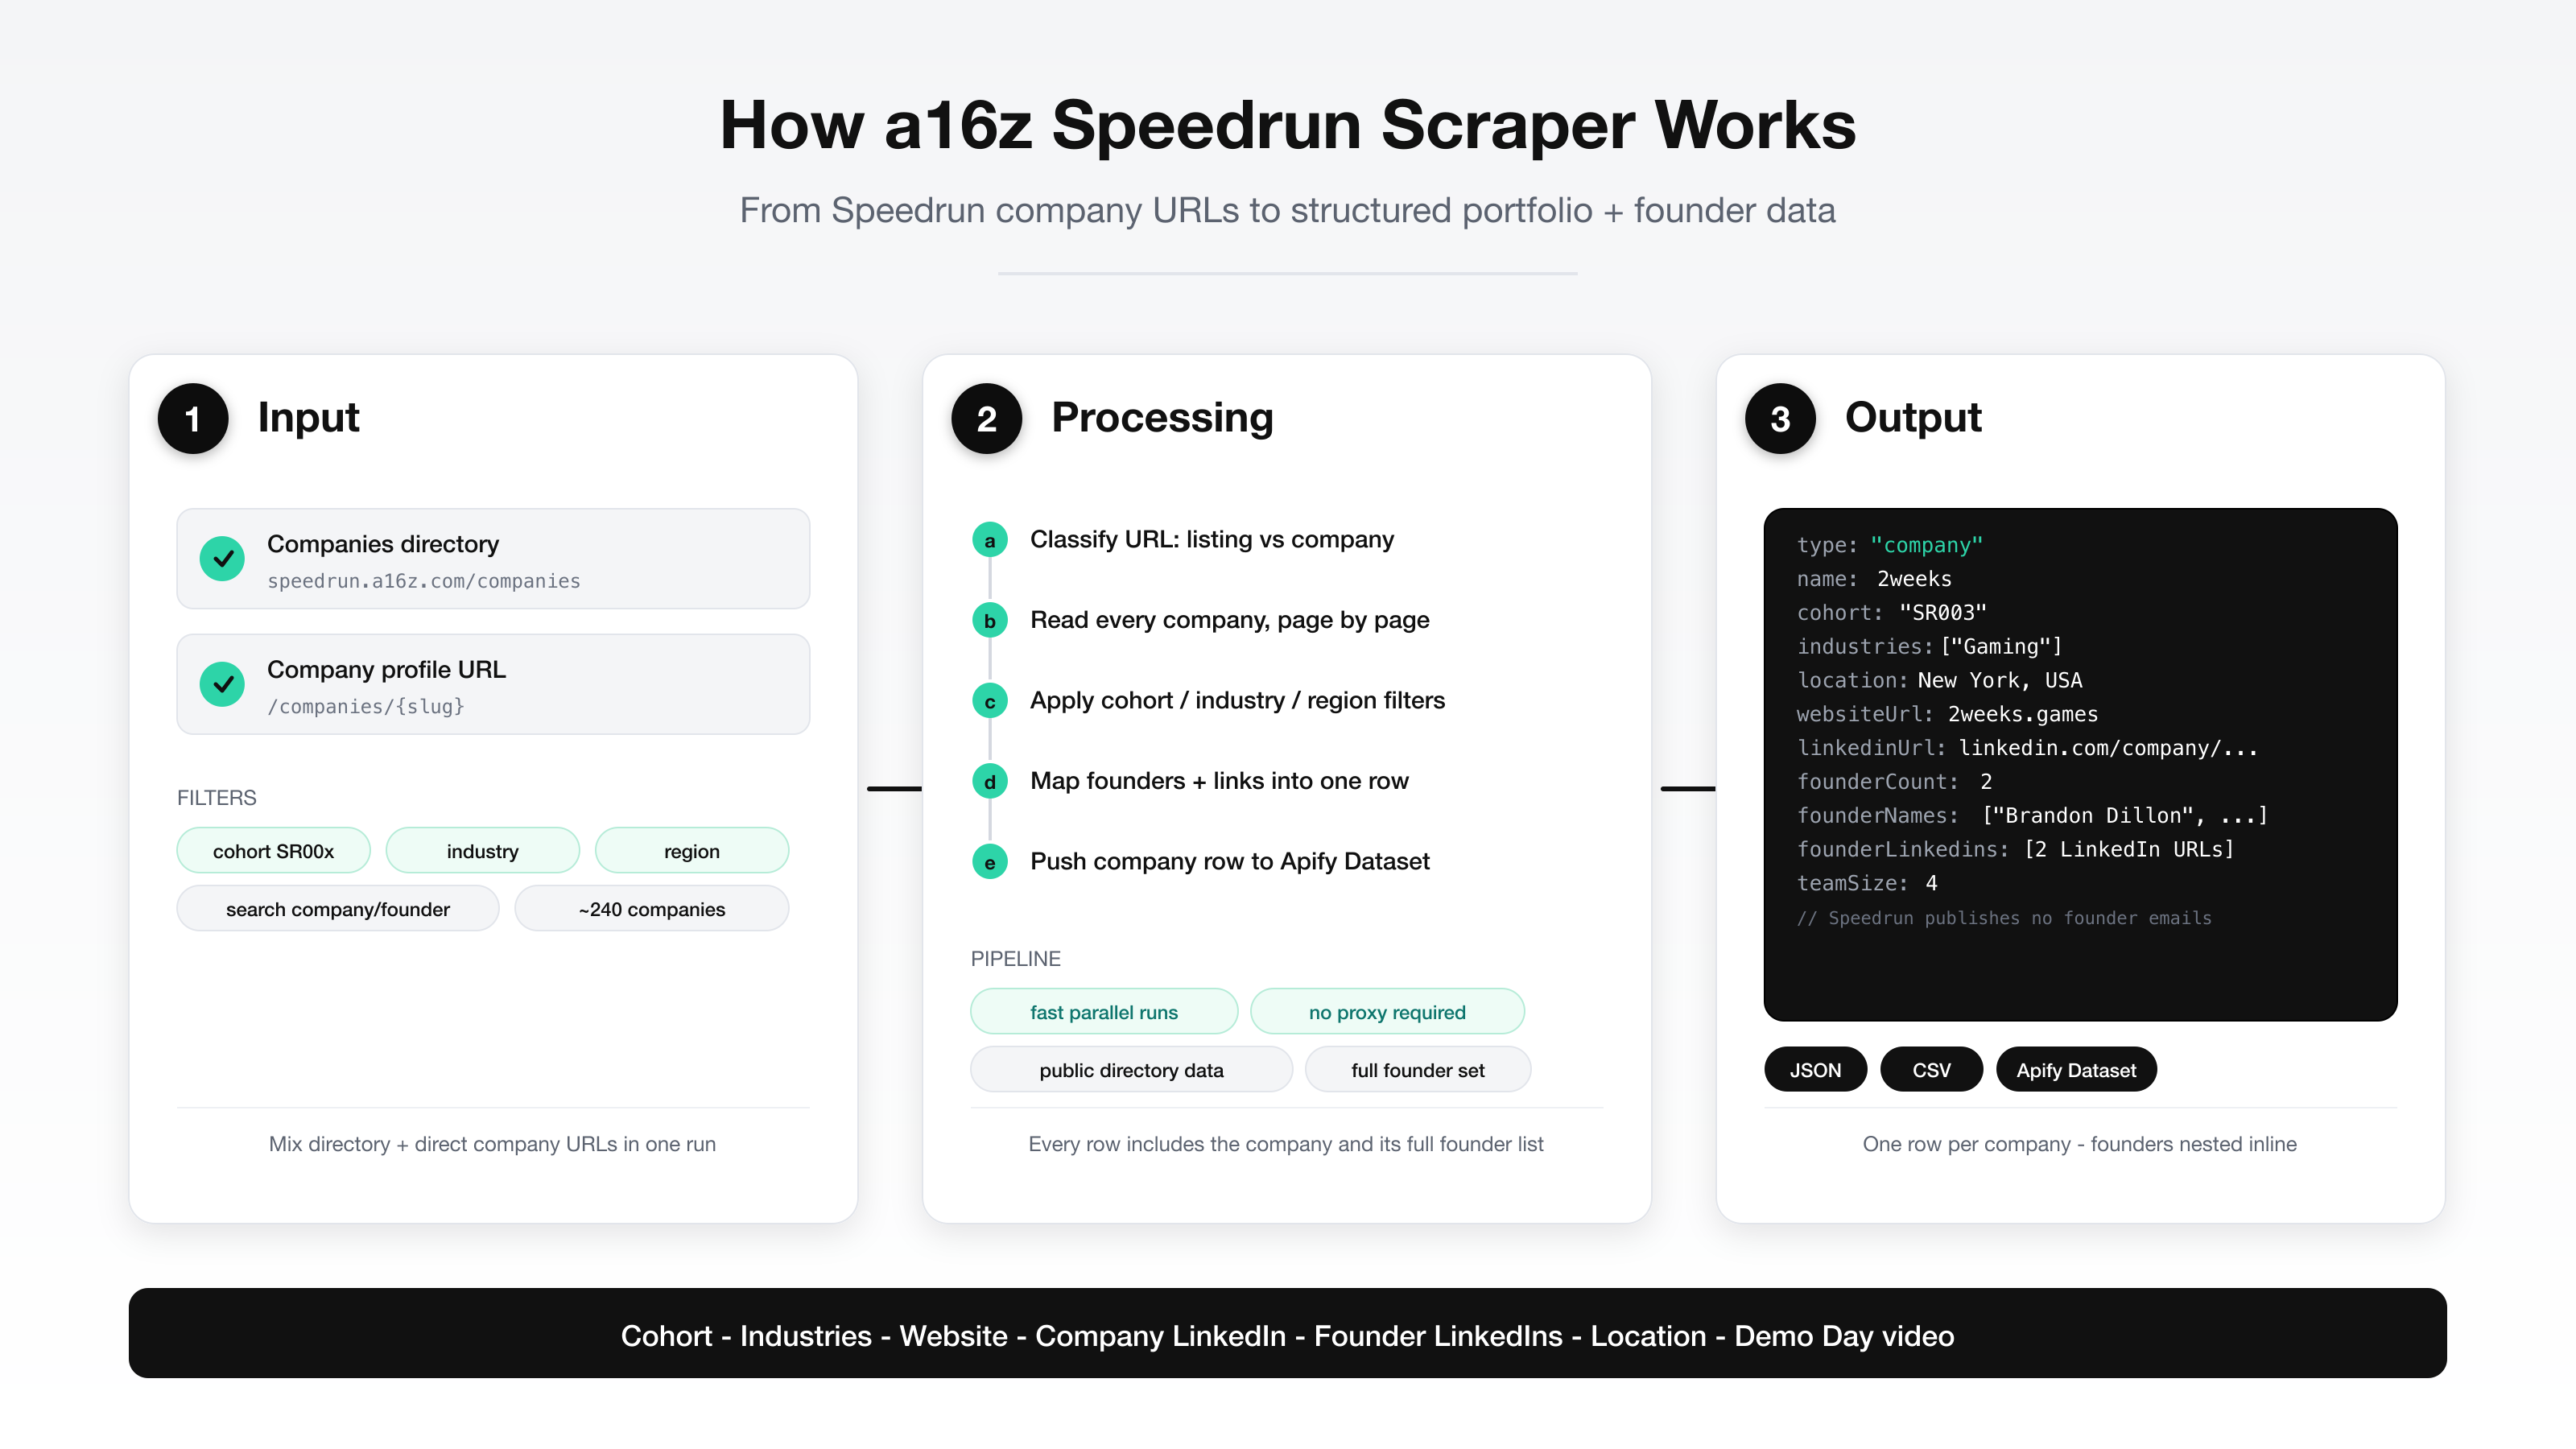 How a16z Speedrun Scraper Works
From Speedrun company URLs to structured portfolio + founder data
1 Input
Companies directory
speedrun.a16z.com/companies
Company profile URL
/companies/{slug}
FILTERS
cohort SR00x industry region
search company/founder ~240 companies
Mix directory + direct company URLs in one run
2 Processing
a Classify URL: listing vs company
b Read every company, page by page
c Apply cohort / industry / region filters
d Map founders + links into one row
e Push company row to Apify Dataset
PIPELINE
fast parallel runs no proxy required
public directory data full founder set
Every row includes the company and its full founder list
3 Output
type: "company"
name: 2weeks
cohort: "SR003"
industries: ["Gaming"]
location: New York, USA
websiteUrl: 2weeks.games
linkedinUrl: linkedin.com/company/...
founderCount: 2
founderNames: ["Brandon Dillon", ...]
founderLinkedins: [2 LinkedIn URLs]
teamSize: 4
// Speedrun publishes no founder emails
JSON CSV Apify Dataset
One row per company - founders nested inline
Cohort - Industries - Website - Company LinkedIn - Founder LinkedIns - Location - Demo Day video